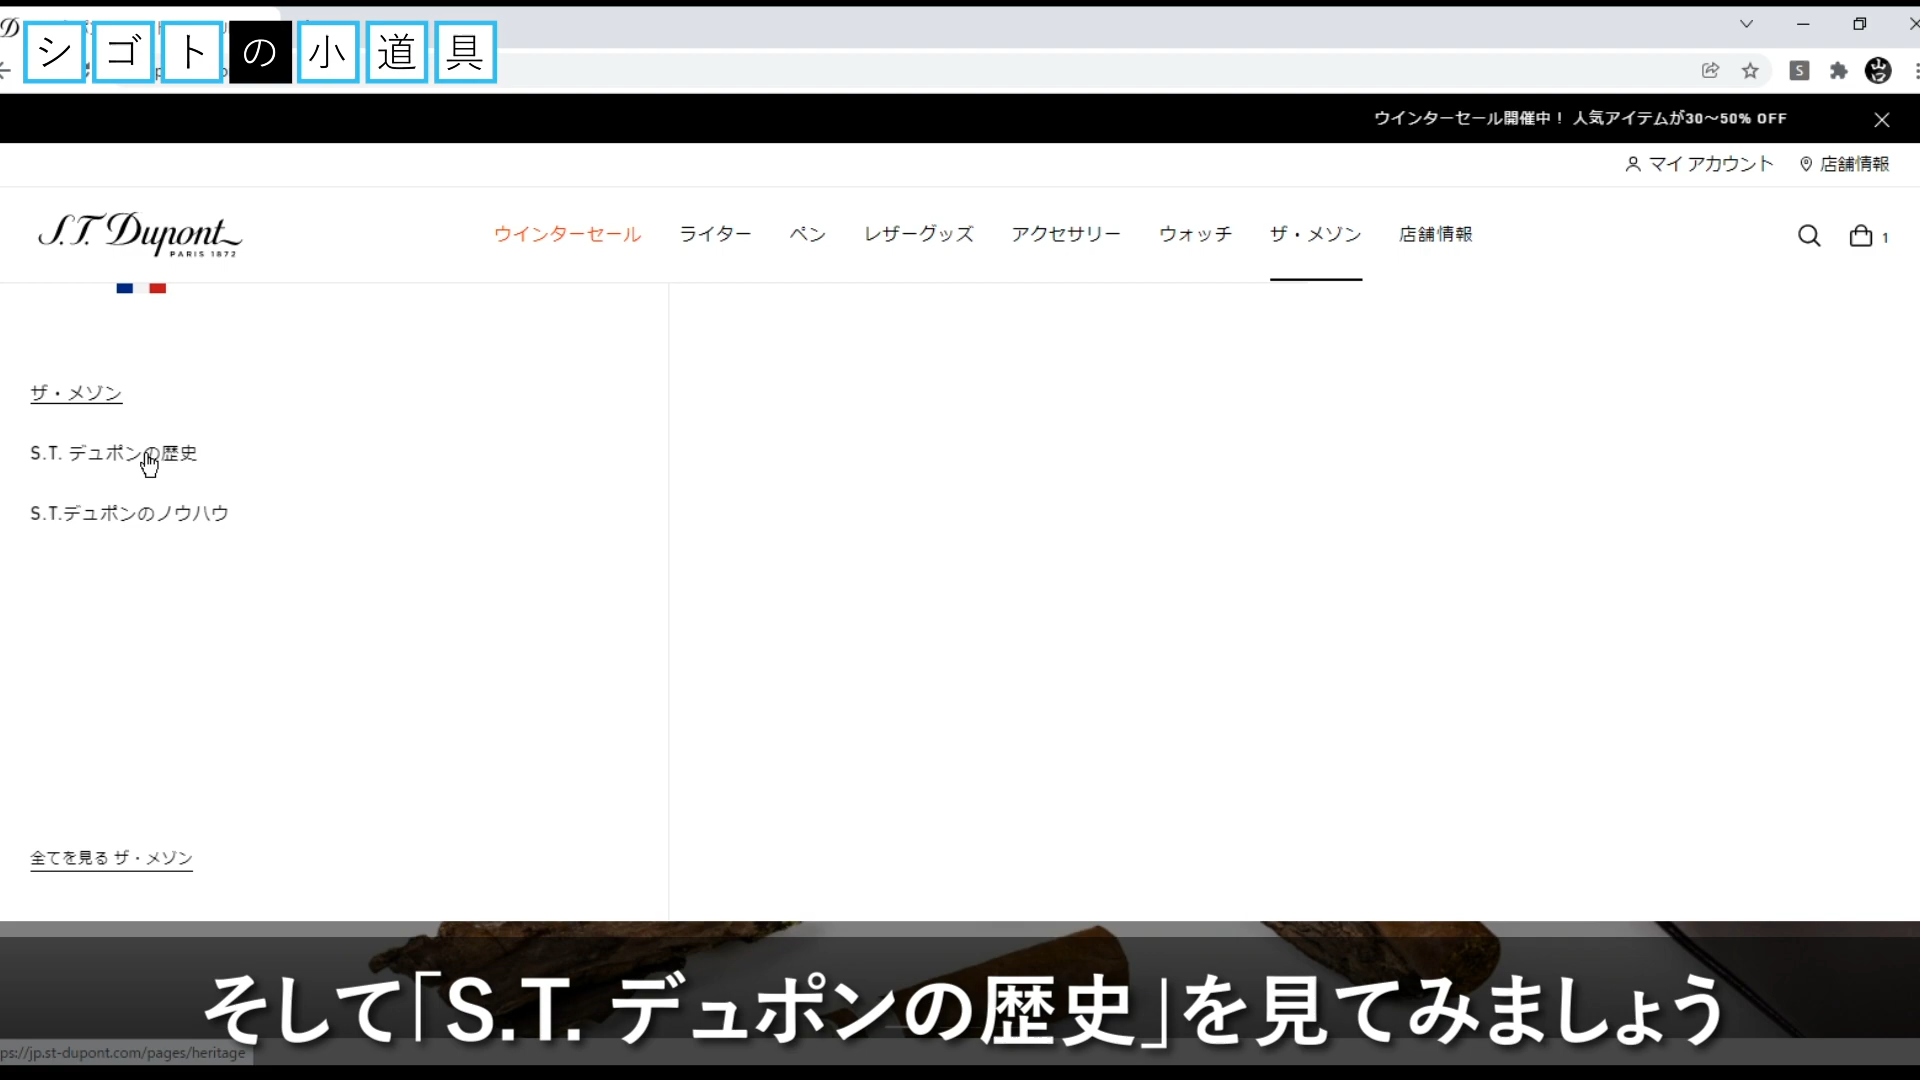 シゴトの小道具
ウインターセール開催中！ 人気アイテムが30～50% OFF
マイ アカウント 店舗情報
S.T. Dupont
PARIS 1872
ウインターセール ライター ペン レザーグッズ アクセサリー ウォッチ ザ・メゾン 店舗情報
1
ザ・メゾン
S.T. デュポンの歴史
S.T.デュポンのノウハウ
全てを見る ザ・メゾン
そして「S.T. デュポンの歴史」を見てみましょう
ps://jp.st-dupont.com/pages/heritage